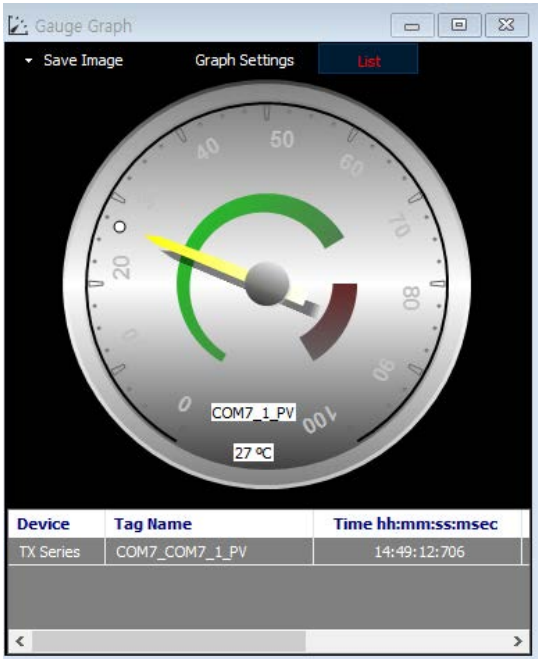 Gauge Graph
Save Image Graph Settings List
50
40 60
70
20 80
90
0 100
COM7_1_PV
27 ºC
Device Tag Name Time hh:mm:ss:msec
TX Series COM7_COM7_1_PV 14:49:12:706